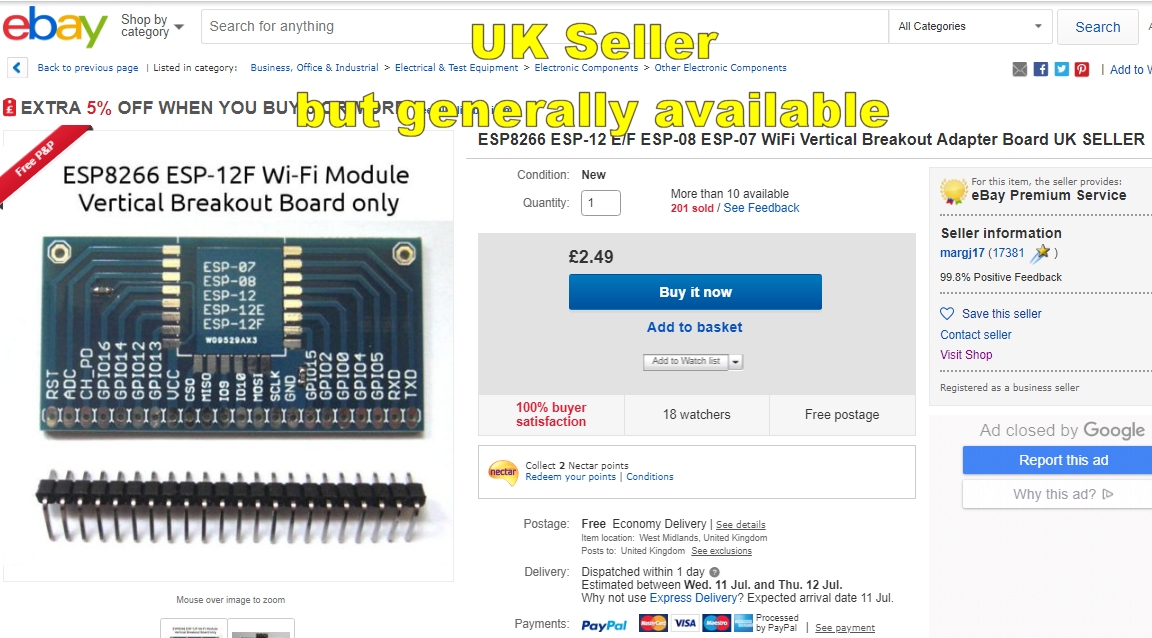 ebay
Shop by
category
Search for anything
All Categories
Search
UK Seller
Back to previous page | Listed in category: Business, Office & Industrial > Electrical & Test Equipment > Electronic Components > Other Electronic Components
| Add to W
EXTRA 5% OFF WHEN YOU BUY
but generally available
Free P&P
ESP8266 ESP-12 E/F ESP-08 ESP-07 WiFi Vertical Breakout Adapter Board UK SELLER
ESP8266 ESP-12F Wi-Fi Module
Vertical Breakout Board only
ESP-07
ESP-08
ESP-12
ESP-12E
ESP-12F
W09529AX3
RST
ADC
CH_PD
GPIO16
GPIO14
GPIO12
GPIO13
VCC
CSO
MISO
IO9
IO10
MOSI
SCLK
GND
GPIO15
GPIO2
GPIO0
GPIO4
GPIO5
RXD
TXD
Mouse over image to zoom
Condition: New
Quantity: 1
More than 10 available
201 sold / See Feedback
£2.49
Buy it now
Add to basket
Add to Watch list
100% buyer
satisfaction
18 watchers
Free postage
nectar
Collect 2 Nectar points
Redeem your points | Conditions
Postage: Free Economy Delivery | See details
Item location: West Midlands, United Kingdom
Posts to: United Kingdom See exclusions
Delivery: Dispatched within 1 day
Estimated between Wed. 11 Jul. and Thu. 12 Jul.
Why not use Express Delivery? Expected arrival date 11 Jul.
Payments: PayPal MasterCard VISA Maestro Processed
by PayPal | See payment
For this item, the seller provides:
eBay Premium Service
Seller information
margj17 (17381 )
99.8% Positive Feedback
Save this seller
Contact seller
Visit Shop
Registered as a business seller
Ad closed by Google
Report this ad
Why this ad?